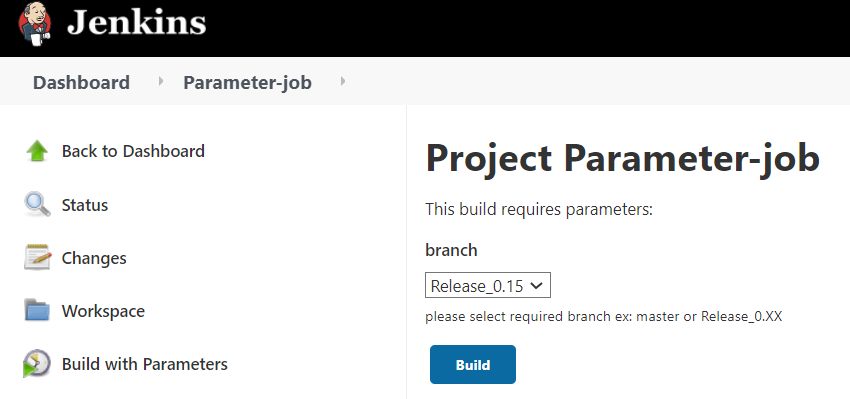 Jenkins
Dashboard
Parameter-job
Back to Dashboard
Status
Changes
Workspace
Build with Parameters
Project Parameter-job
This build requires parameters:
branch
Release_0.15
please select required branch ex: master or Release_0.XX
Build